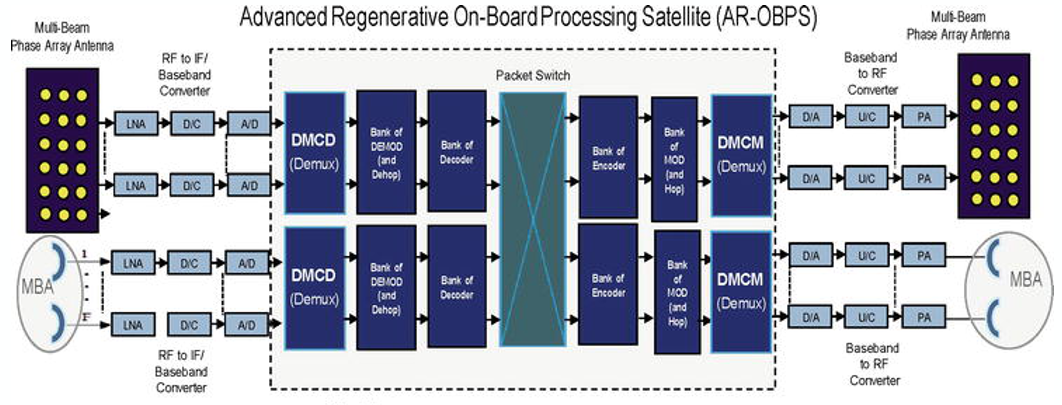 Advanced Regenerative On-Board Processing Satellite (AR-OBPS)
Multi-Beam
Phase Array Antenna
RF to IF/
Baseband
Converter
LNA
D/C
A/D
LNA
D/C
A/D
MBA
1
F
LNA
D/C
A/D
LNA
D/C
A/D
RF to IF/
Baseband
Converter
DMCD
(Demux)
Bank of
DEMOD
(and
Dehop)
Bank of
Decoder
DMCD
(Demux)
Bank of
DEMOD
(and
Dehop)
Bank of
Decoder
Packet Switch
Bank of
Encoder
Bank
of
MOD
(and
Hop)
DMCM
(Demux)
Bank of
Encoder
Bank
of
MOD
(and
Hop)
DMCM
(Demux)
Baseband
to RF
Converter
D/A
U/C
PA
D/A
U/C
PA
Multi-Beam
Phase Array Antenna
D/A
U/C
PA
D/A
U/C
PA
MBA
Baseband
to RF
Converter